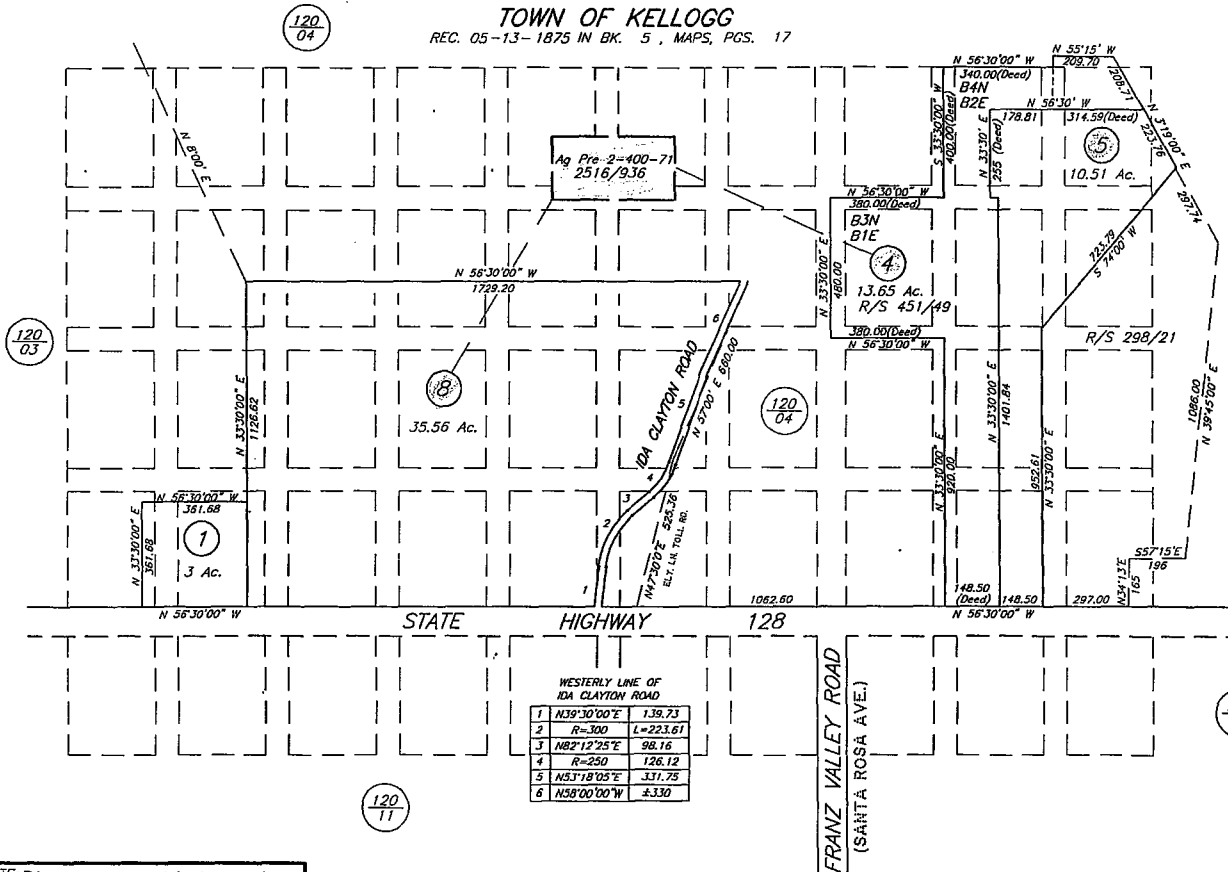 TOWN OF KELLOGG
REC. 05-13-1875 IN BK. 5 , MAPS, PGS. 17
120
04
N 8°00' E
N 56°30'00" W
340.00(Deed)
B4N
B2E
N 55°15' W
209.70
208.71
N 3°19'00" E
223.76
297.74
N 56°30' W
178.81
314.59(Deed)
5
10.51 Ac.
S 33°30'00" W
400.00(Deed)
N 33°30' E
255 (Deed)
Ag Pre 2-400-71
2516/936
N 56°30'00" W
380.00(Deed)
B3N
B1E
4
13.65 Ac.
R/S 451/49
N 33°30'00" E
480.00
380.00(Deed)
N 56°30'00" W
723.79
S 74°00' W
R/S 298/21
1086.00
N 39°45'00" E
N 56°30'00" W
1729.20
120
03
8
35.56 Ac.
N 33°30'00" E
1126.62
IDA CLAYTON ROAD
N 57°00' E 660.00
6
5
4
3
2
1
120
04
N 33°30'00" E
920.00
N 33°30'00" E
1401.84
952.61
N 33°30'00" E
N 56°30'00" W
361.68
N 33°30'00" E
361.68
1
3 Ac.
N47°30'0"E 525.36
ELY. LN. TOLL RD.
S57°15'E
196
N34°13'E
165
N 56°30'00" W
1062.60
148.50
(Deed)
148.50
297.00
N 56°30'00" W
STATE HIGHWAY 128
WESTERLY LINE OF
IDA CLAYTON ROAD
1 N39°30'00"E 139.73
2 R=300 L=223.61
3 N82°12'25"E 98.16
4 R=250 126.12
5 N53°18'05"E 331.75
6 N58°00'00"W ±330
FRANZ VALLEY ROAD
(SANTA ROSA AVE.)
120
11